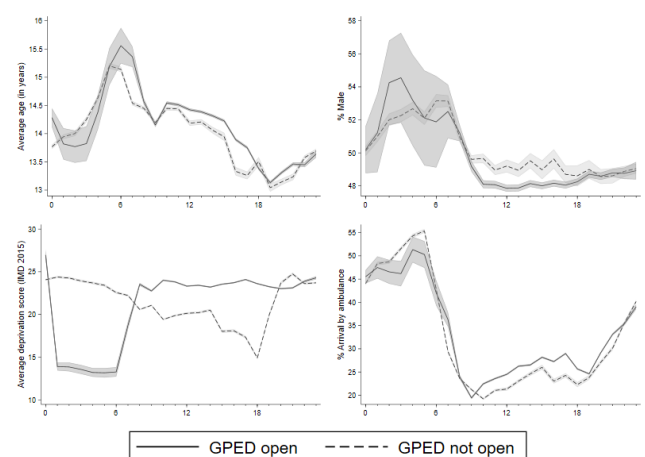 Average age (in years)
16
15.5
15
14.5
14
13.5
13
0 6 12 18
% Male
58
56
54
52
50
48
0 6 12 18
Average deprivation score (IMD 2015)
30
25
20
15
10
0 6 12 18
% Arrival by ambulance
55
50
45
40
35
30
25
20
0 6 12 18
GPED open GPED not open